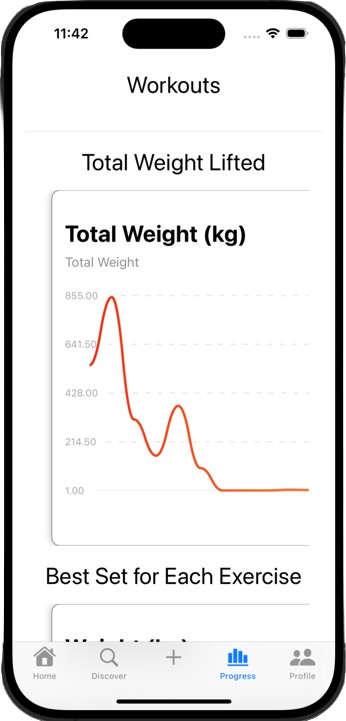 11:42
Workouts
Total Weight Lifted
Total Weight (kg)
Total Weight
855.00
641.50
428.00
214.50
1.00
Best Set for Each Exercise
Home
Discover
Progress
Profile